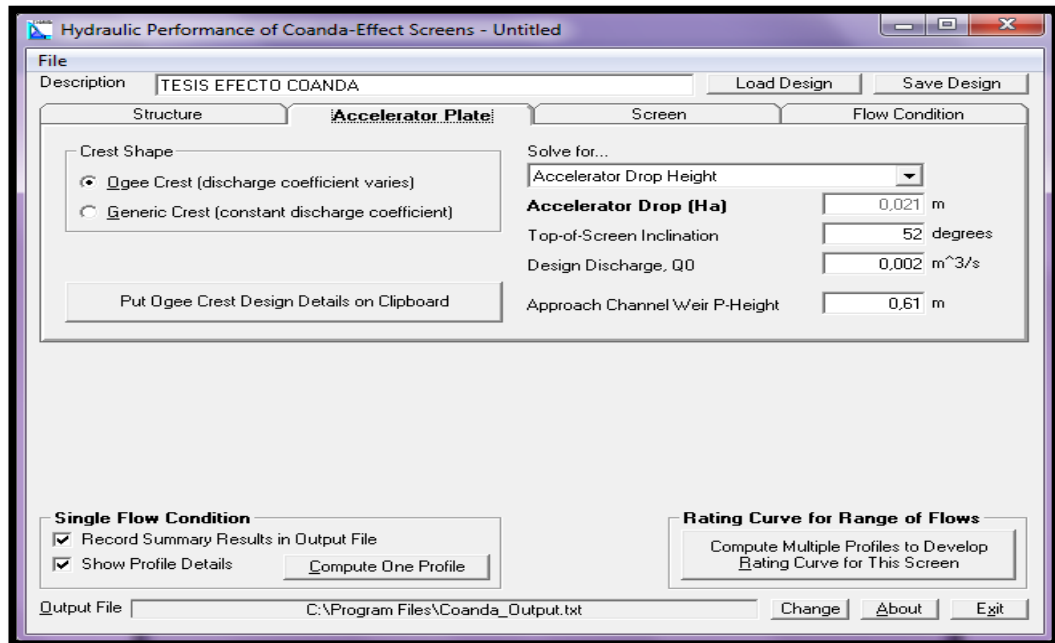 Hydraulic Performance of Coanda-Effect Screens - Untitled
File
Description TESIS EFECTO COANDA Load Design Save Design
Structure Accelerator Plate Screen Flow Condition
Crest Shape
Ogee Crest (discharge coefficient varies)
Generic Crest (constant discharge coefficient)
Put Ogee Crest Design Details on Clipboard
Solve for...
Accelerator Drop Height
Accelerator Drop (Ha) 0,021 m
Top-of-Screen Inclination 52 degrees
Design Discharge, Q0 0,002 m^3/s
Approach Channel Weir P-Height 0,61 m
Single Flow Condition
Record Summary Results in Output File
Show Profile Details Compute One Profile
Rating Curve for Range of Flows
Compute Multiple Profiles to Develop
Rating Curve for This Screen
Output File C:\Program Files\Coanda_Output.txt Change About Exit